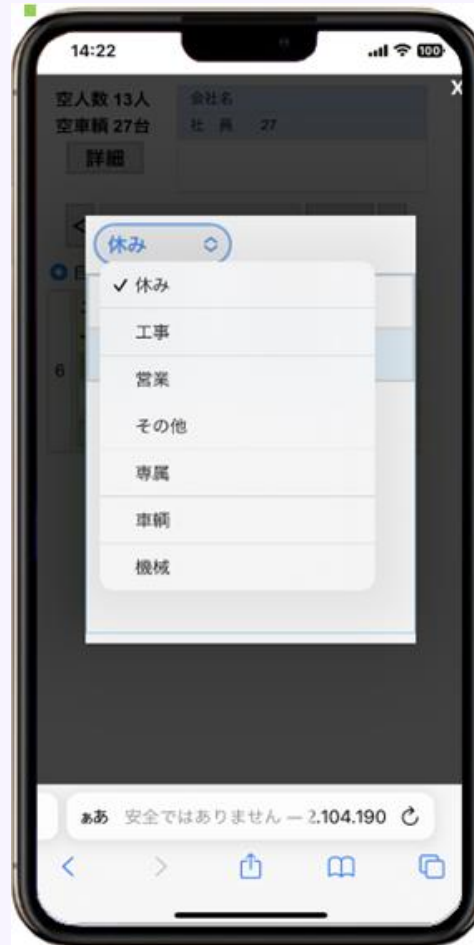 14:22
100
X
空人数 13人
空車輌 27台
会社名
社 員 27
詳細
<
休み
✓ 休み
工事
営業
その他
専属
車輌
機械
6
ぁあ 安全ではありません — 2.104.190